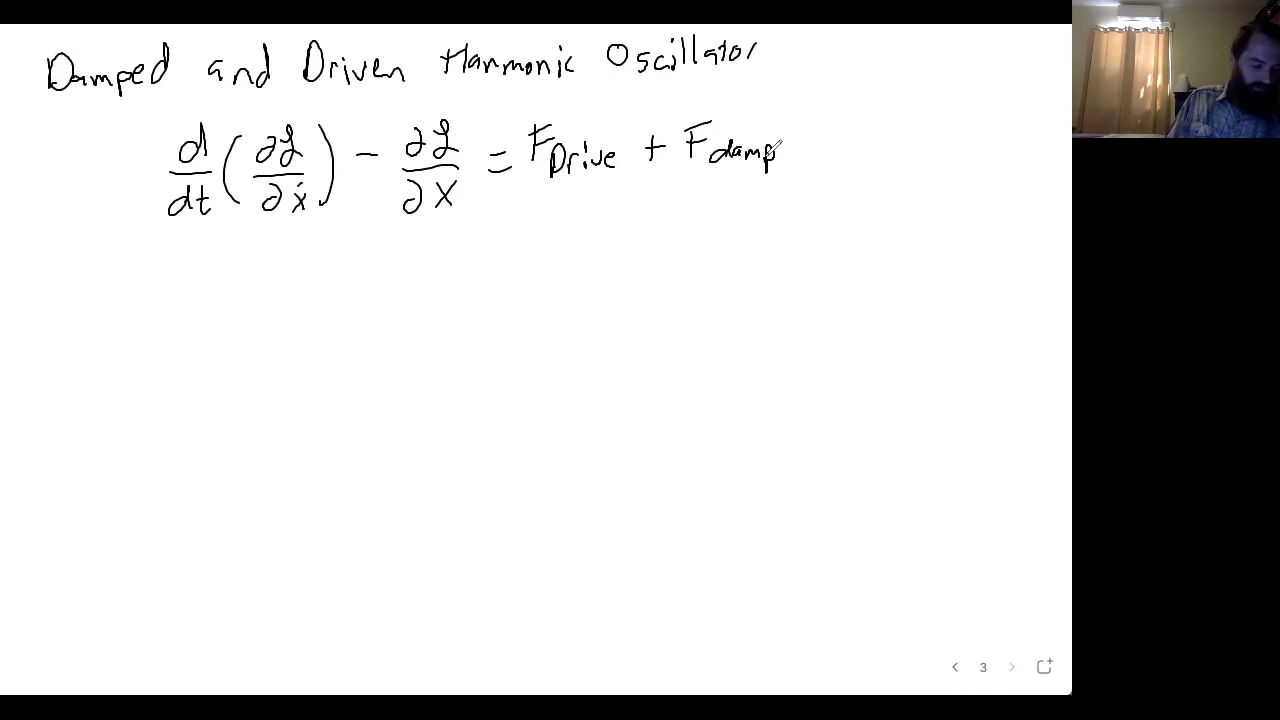 Damped and Driven Harmonic Oscillator
d/dt (∂ℒ/∂ẋ) − ∂ℒ/∂x = F_Drive + F_damp
3